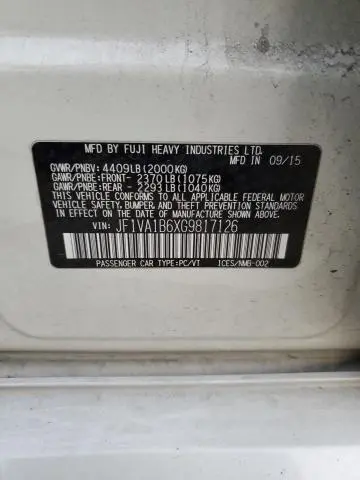 MFD BY FUJI HEAVY INDUSTRIES LTD.
MFD IN 09/15
GVWR/PNBV: 4409LB(2000KG)
GAWR/PNBE:FRONT - 2370LB(1075KG)
GAWR/PNBE:REAR - 2293LB(1040KG)
THIS VEHICLE CONFORMS TO ALL APPLICABLE FEDERAL MOTOR
VEHICLE SAFETY, BUMPER, AND THEFT PREVENTION
STANDARDS IN EFFECT ON THE DATE OF MANUFACTURE SHOWN ABOVE.
VIN: JF1VA1B6XG9817126
PASSENGER CAR TYPE:PC/VT ICES/NMB-002